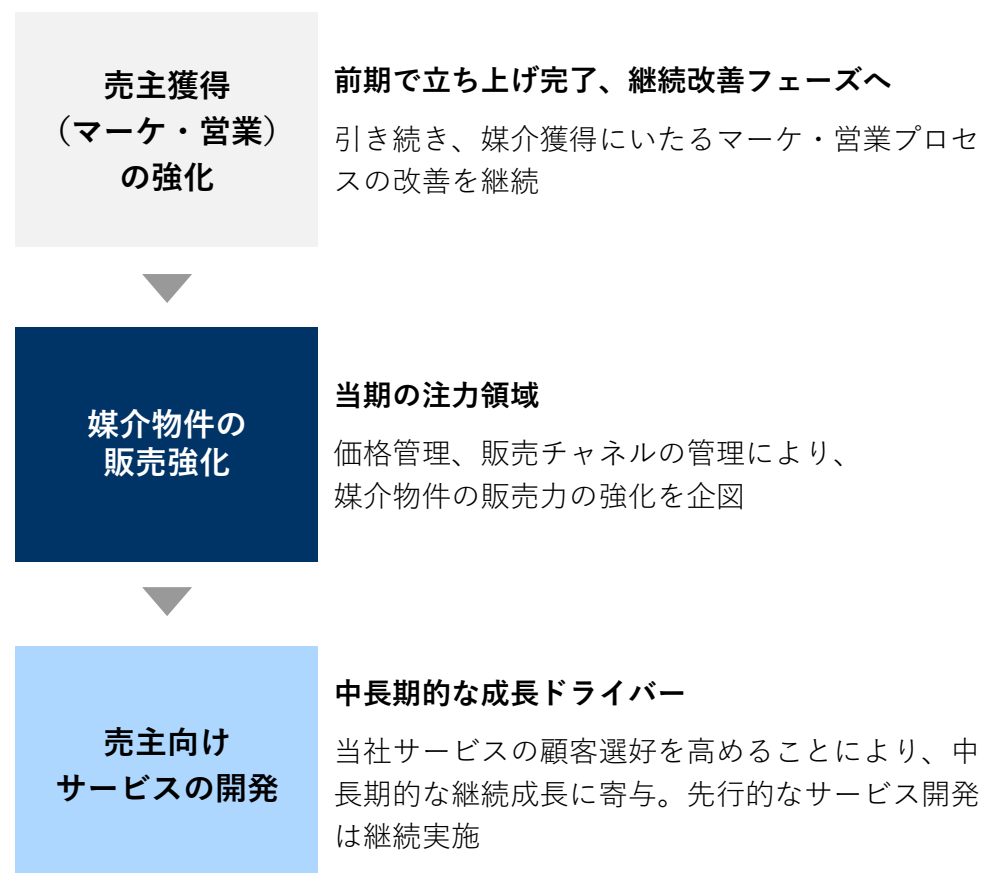 売主獲得
（マーケ・営業）
の強化
前期で立ち上げ完了、継続改善フェーズへ
引き続き、媒介獲得にいたるマーケ・営業プロセ
スの改善を継続
媒介物件の
販売強化
当期の注力領域
価格管理、販売チャネルの管理により、
媒介物件の販売力の強化を企図
売主向け
サービスの開発
中長期的な成長ドライバー
当社サービスの顧客選好を高めることにより、中
長期的な継続成長に寄与。先行的なサービス開発
は継続実施